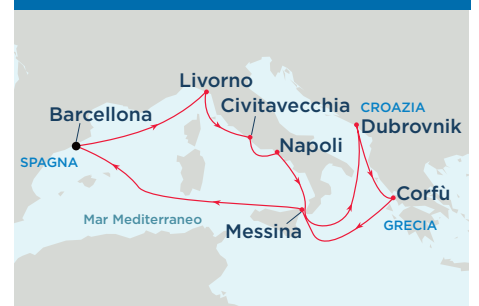 Livorno
Civitavecchia
CROAZIA
Barcellona
Dubrovnik
Napoli
SPAGNA
Corfù
Mar Mediterraneo
Messina
GRECIA